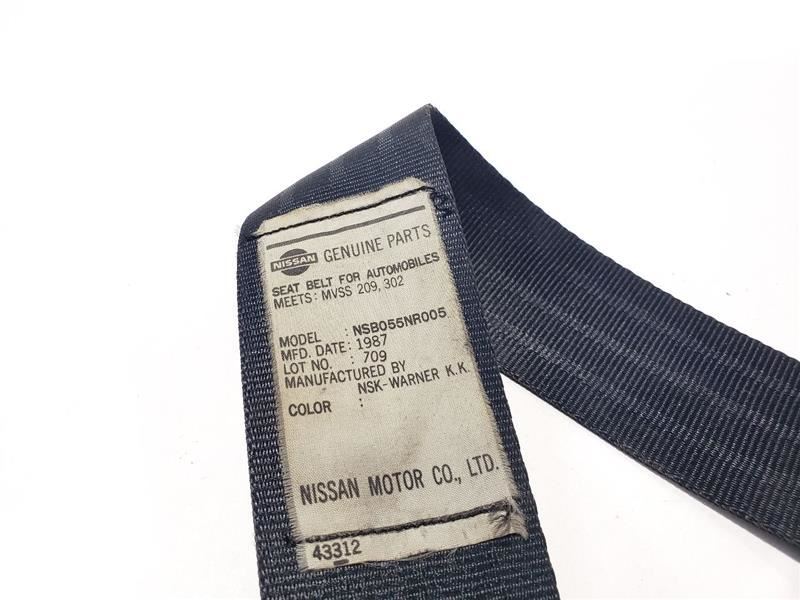 NISSAN GENUINE PARTS
SEAT BELT FOR AUTOMOBILES
MEETS: MVSS 209, 302
MODEL : NSB055NR005
MFD. DATE: 1987
LOT NO. : 709
MANUFACTURED BY
NSK-WARNER K.K.
COLOR :
NISSAN MOTOR CO., LTD.
43312